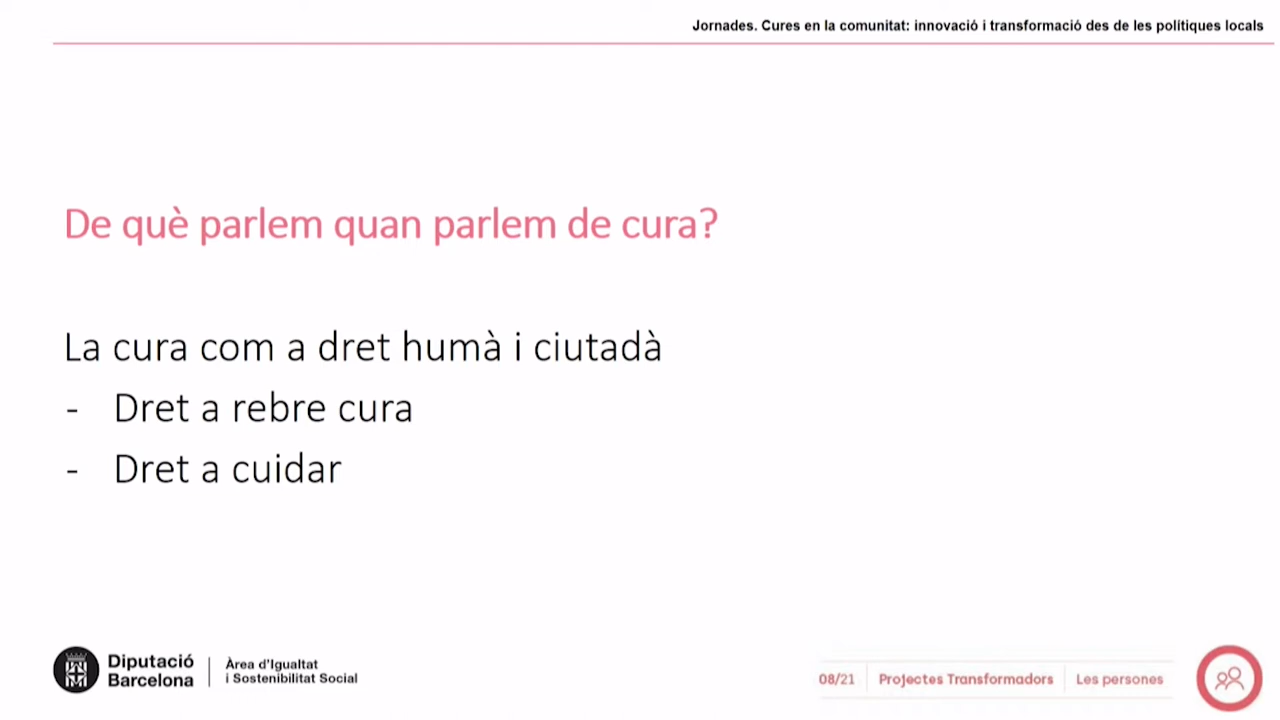 Jornades. Cures en la comunitat: innovació i transformació des de les polítiques locals
De què parlem quan parlem de cura?
La cura com a dret humà i ciutadà
- Dret a rebre cura
- Dret a cuidar
Diputació
Barcelona
Àrea d'Igualtat
i Sostenibilitat Social
08/21 Projectes Transformadors Les persones